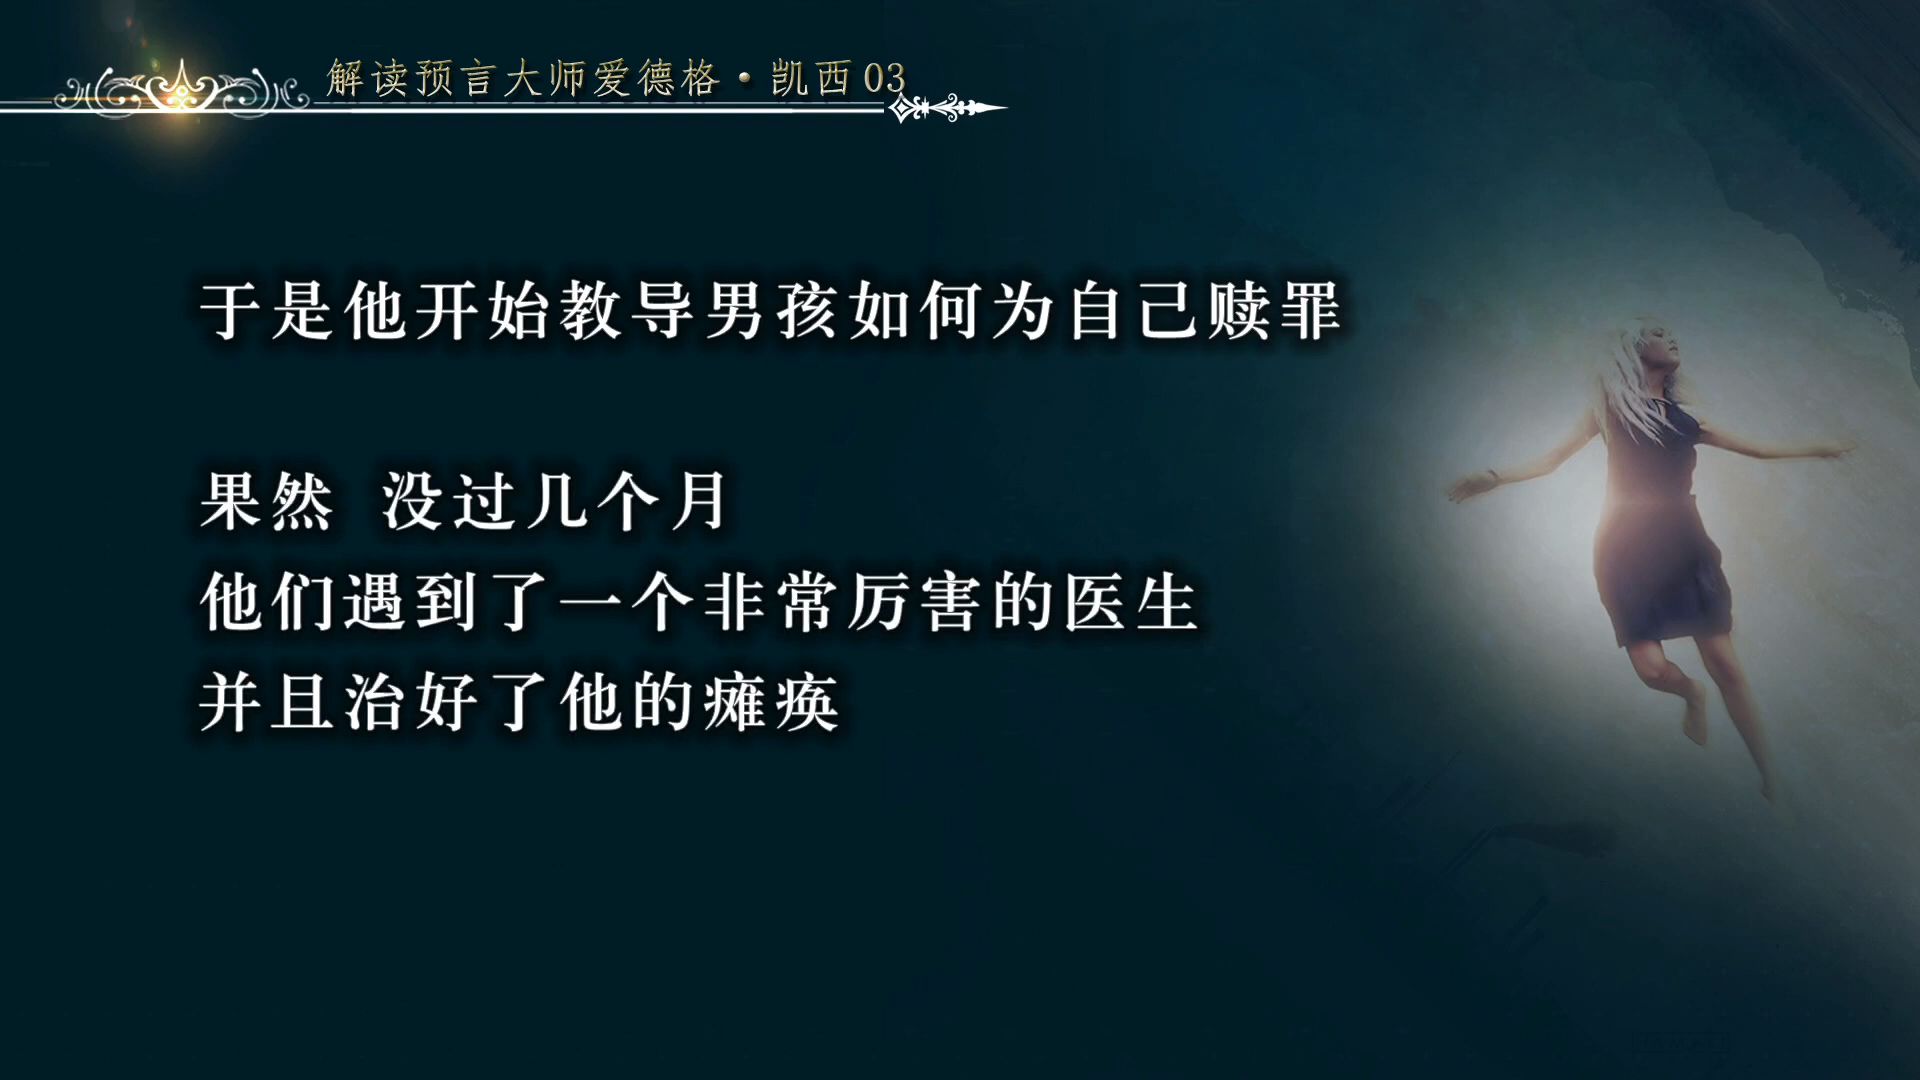 解读预言大师爱德格·凯西 03
于是他开始教导男孩如何为自己赎罪
果然 没过几个月
他们遇到了一个非常厉害的医生
并且治好了他的瘫痪